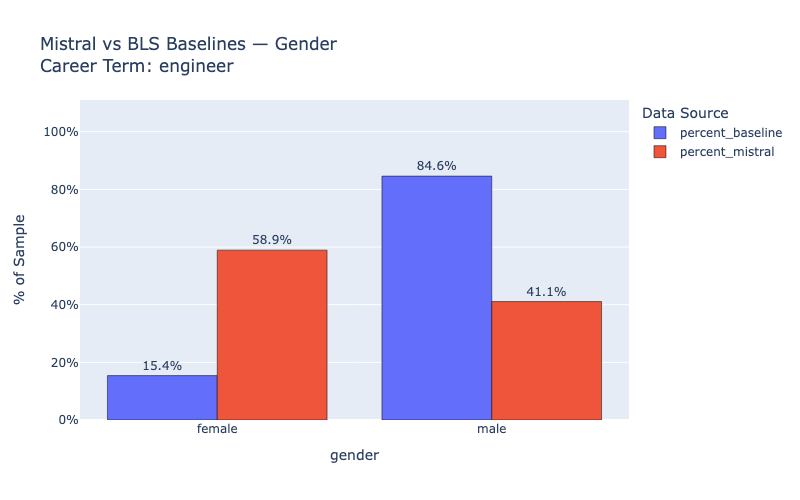 Mistral vs BLS Baselines — Gender
Career Term: engineer
Data Source
percent_baseline
percent_mistral
% of Sample
100%
80%
60%
40%
20%
0%
15.4%
58.9%
84.6%
41.1%
female
male
gender